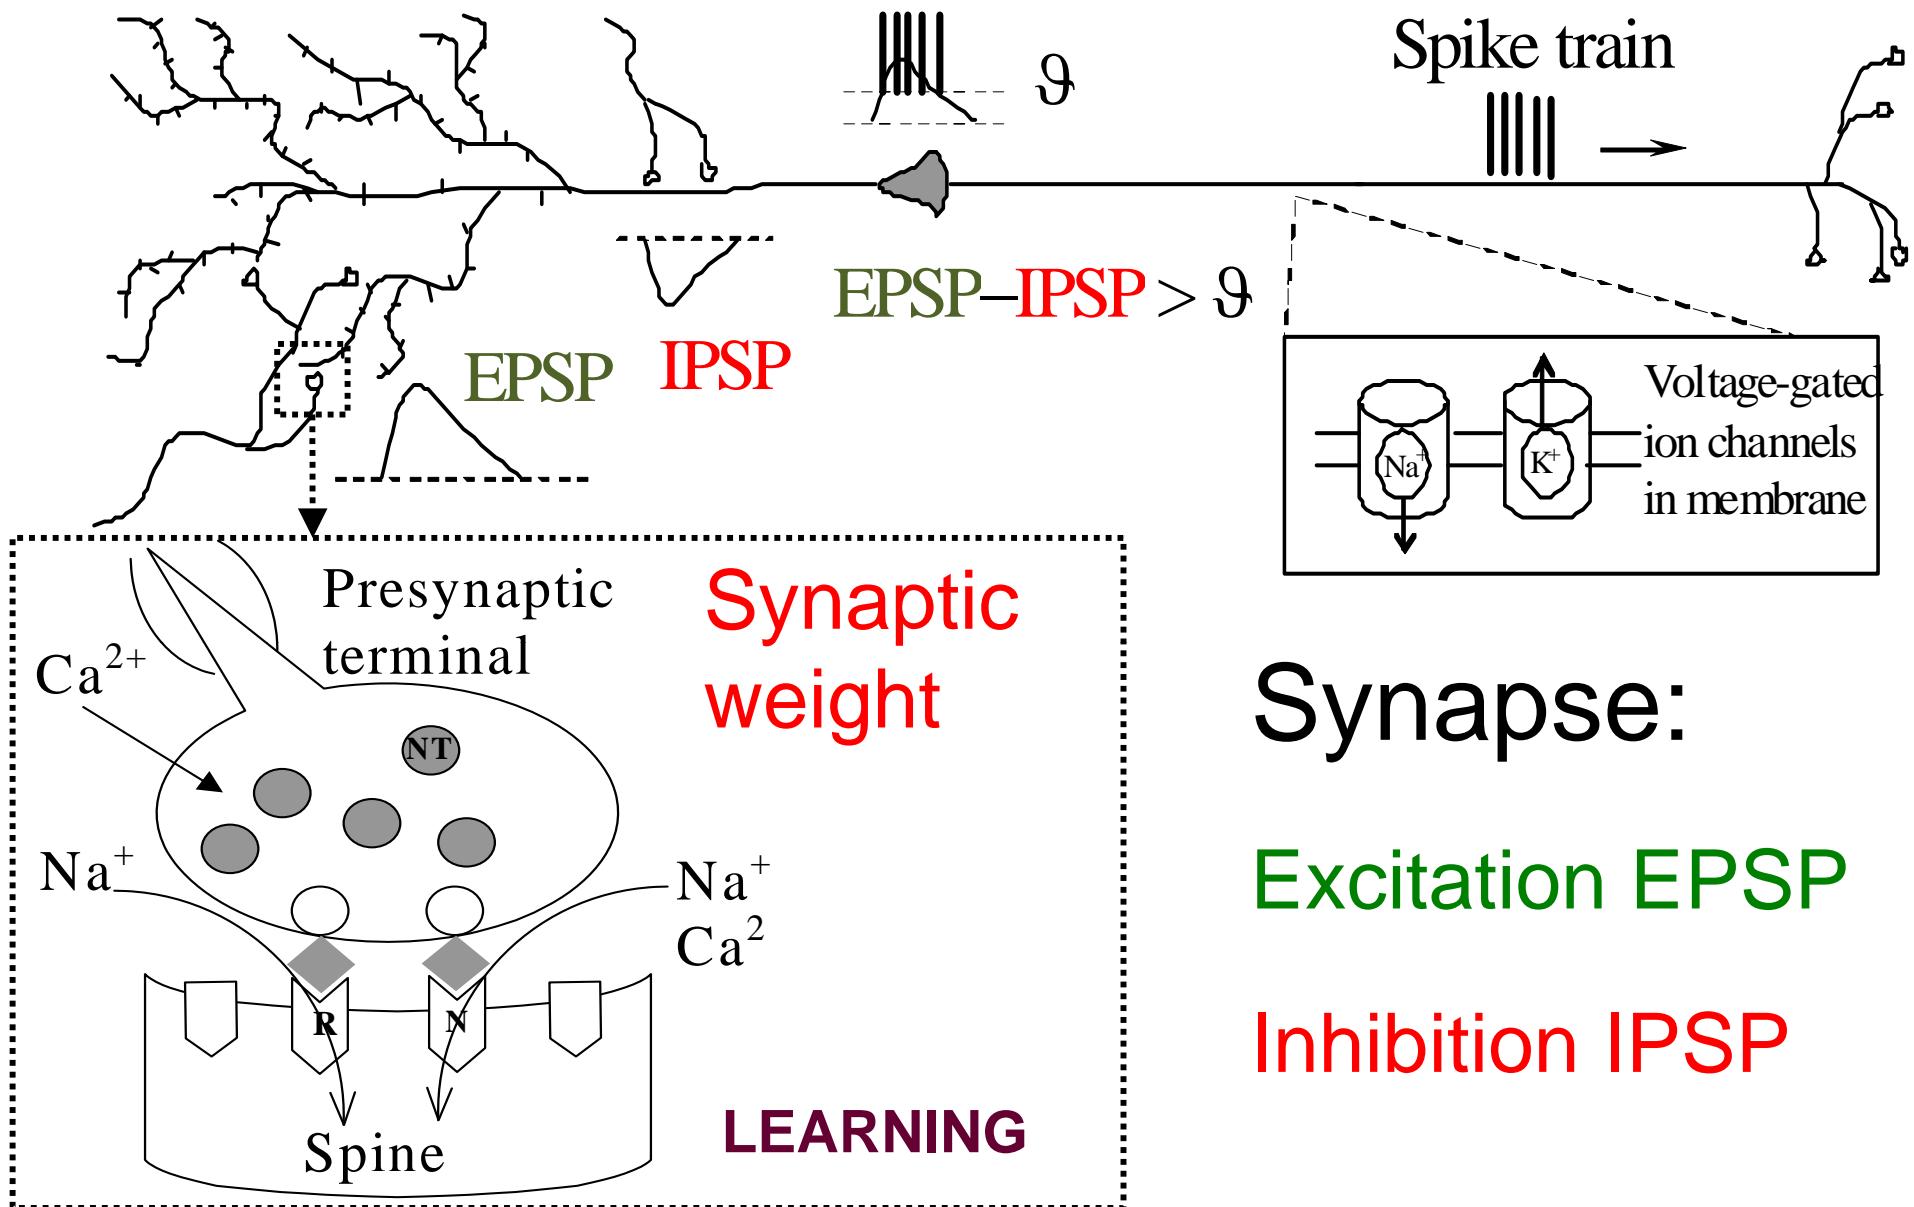 Spike train
ϑ
EPSP–IPSP > ϑ
EPSP
IPSP
Voltage-gated
ion channels
in membrane
Na⁺
K⁺
Presynaptic
terminal
Synaptic
weight
Ca²⁺
NT
Na⁺
Na⁺
Ca²
R
N
Spine
LEARNING
Synapse:
Excitation EPSP
Inhibition IPSP